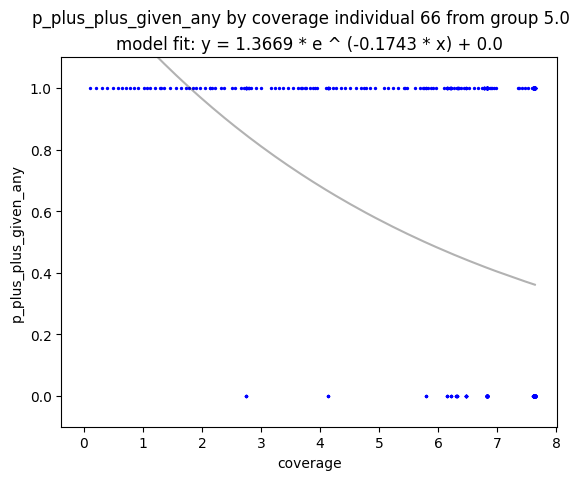 p_plus_plus_given_any by coverage individual 66 from group 5.0
model fit: y = 1.3669 * e ^ (-0.1743 * x) + 0.0
1.0
0.8
0.6
0.4
0.2
0.0
p_plus_plus_given_any
0 1 2 3 4 5 6 7 8
coverage